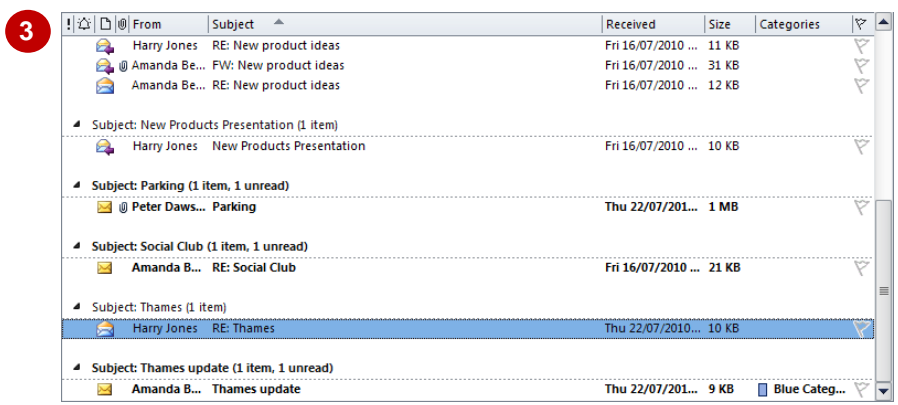 3
! From Subject Received Size Categories
Harry Jones RE: New product ideas Fri 16/07/2010 ... 11 KB
Amanda Be... FW: New product ideas Fri 16/07/2010 ... 31 KB
Amanda Be... RE: New product ideas Fri 16/07/2010 ... 12 KB
Subject: New Products Presentation (1 item)
Harry Jones New Products Presentation Fri 16/07/2010 ... 10 KB
Subject: Parking (1 item, 1 unread)
Peter Daws... Parking Thu 22/07/201... 1 MB
Subject: Social Club (1 item, 1 unread)
Amanda B... RE: Social Club Fri 16/07/2010 ... 21 KB
Subject: Thames (1 item)
Harry Jones RE: Thames Thu 22/07/2010... 10 KB
Subject: Thames update (1 item, 1 unread)
Amanda B... Thames update Thu 22/07/201... 9 KB Blue Categ...